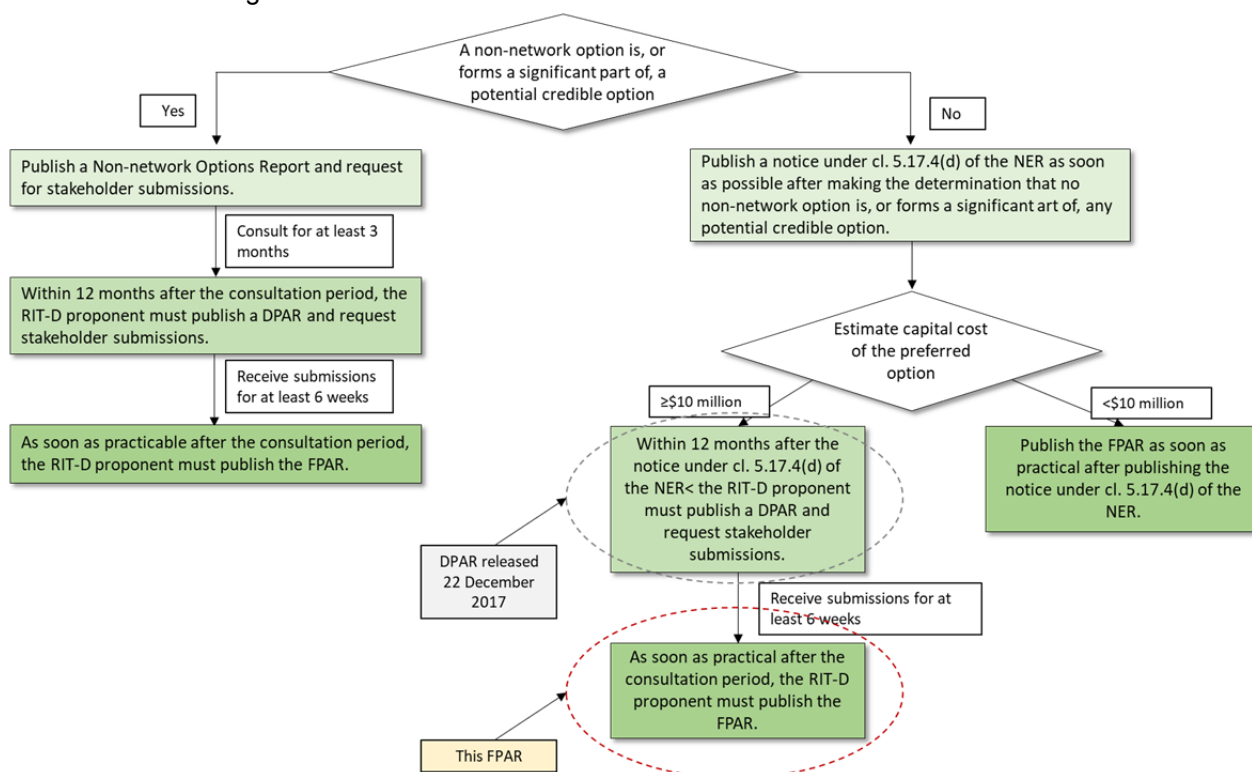 A non-network option is, or
forms a significant part of, a
potential credible option
Yes
No
Publish a Non-network Options Report and request
for stakeholder submissions.
Publish a notice under cl. 5.17.4(d) of the NER as soon
as possible after making the determination that no
non-network option is, or forms a significant art of, any
potential credible option.
Consult for at least 3
months
Within 12 months after the consultation period, the
RIT-D proponent must publish a DPAR and request
stakeholder submissions.
Estimate capital cost
of the preferred
option
Receive submissions
for at least 6 weeks
≥$10 million
<$10 million
As soon as practicable after the consultation period,
the RIT-D proponent must publish the FPAR.
Within 12 months after the
notice under cl. 5.17.4(d) of
the NER< the RIT-D proponent
must publish a DPAR and
request stakeholder
submissions.
Publish the FPAR as soon as
practical after publishing the
notice under cl. 5.17.4(d) of the
NER.
DPAR released
22 December
2017
Receive submissions for at
least 6 weeks
As soon as practical after the
consultation period, the RIT-D
proponent must publish the
FPAR.
This FPAR